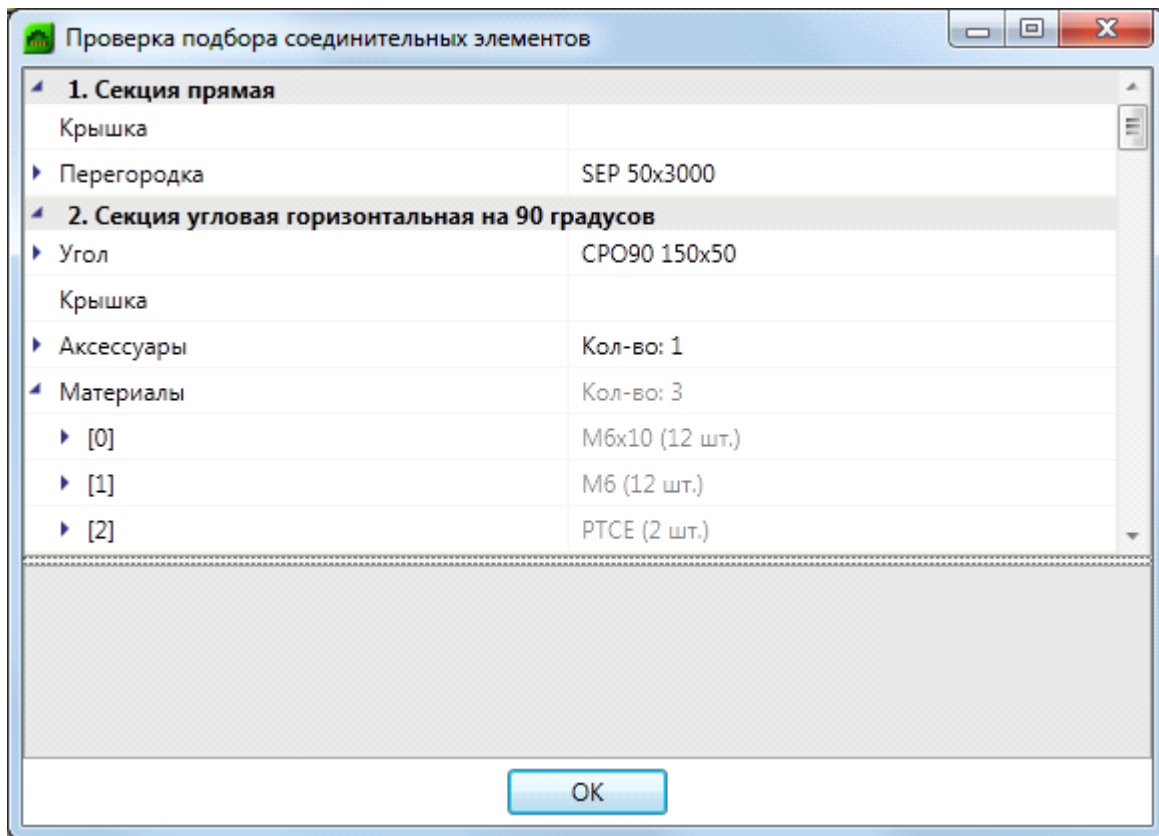 Проверка подбора соединительных элементов
1. Секция прямая
Крышка
Перегородка SEP 50x3000
2. Секция угловая горизонтальная на 90 градусов
Угол CPO90 150x50
Крышка
Аксессуары Кол-во: 1
Материалы Кол-во: 3
[0] M6x10 (12 шт.)
[1] M6 (12 шт.)
[2] PTCE (2 шт.)
OK